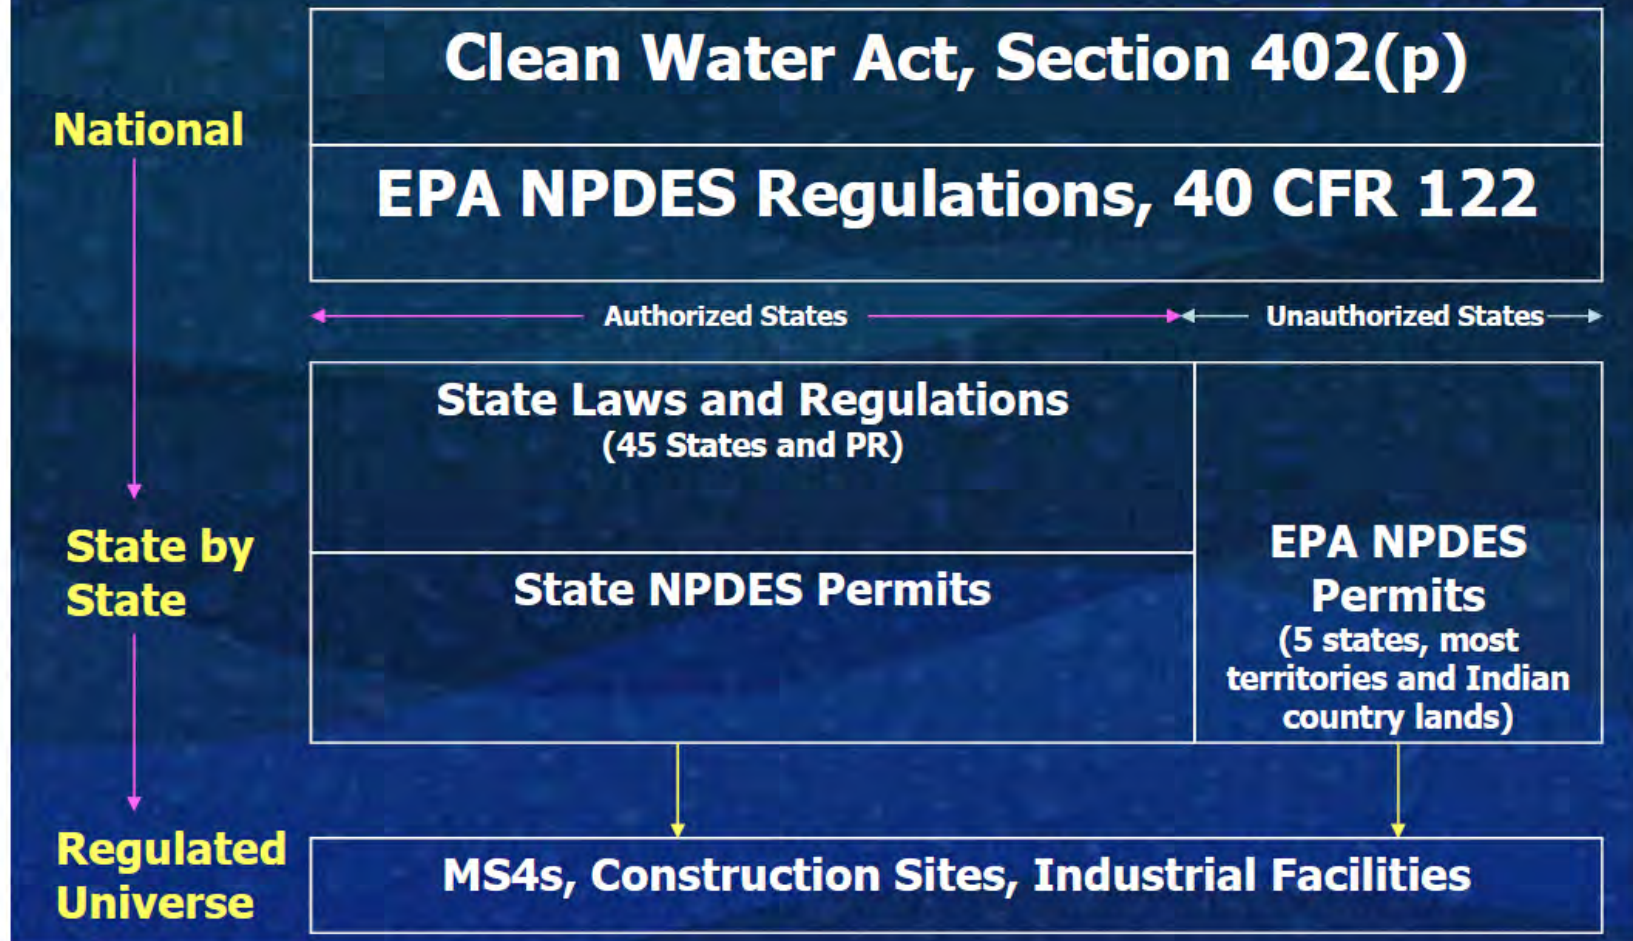 Clean Water Act, Section 402(p)
National
EPA NPDES Regulations, 40 CFR 122
Authorized States
Unauthorized States
State Laws and Regulations
(45 States and PR)
State by
State
State NPDES Permits
EPA NPDES
Permits
(5 states, most
territories and Indian
country lands)
Regulated
Universe
MS4s, Construction Sites, Industrial Facilities